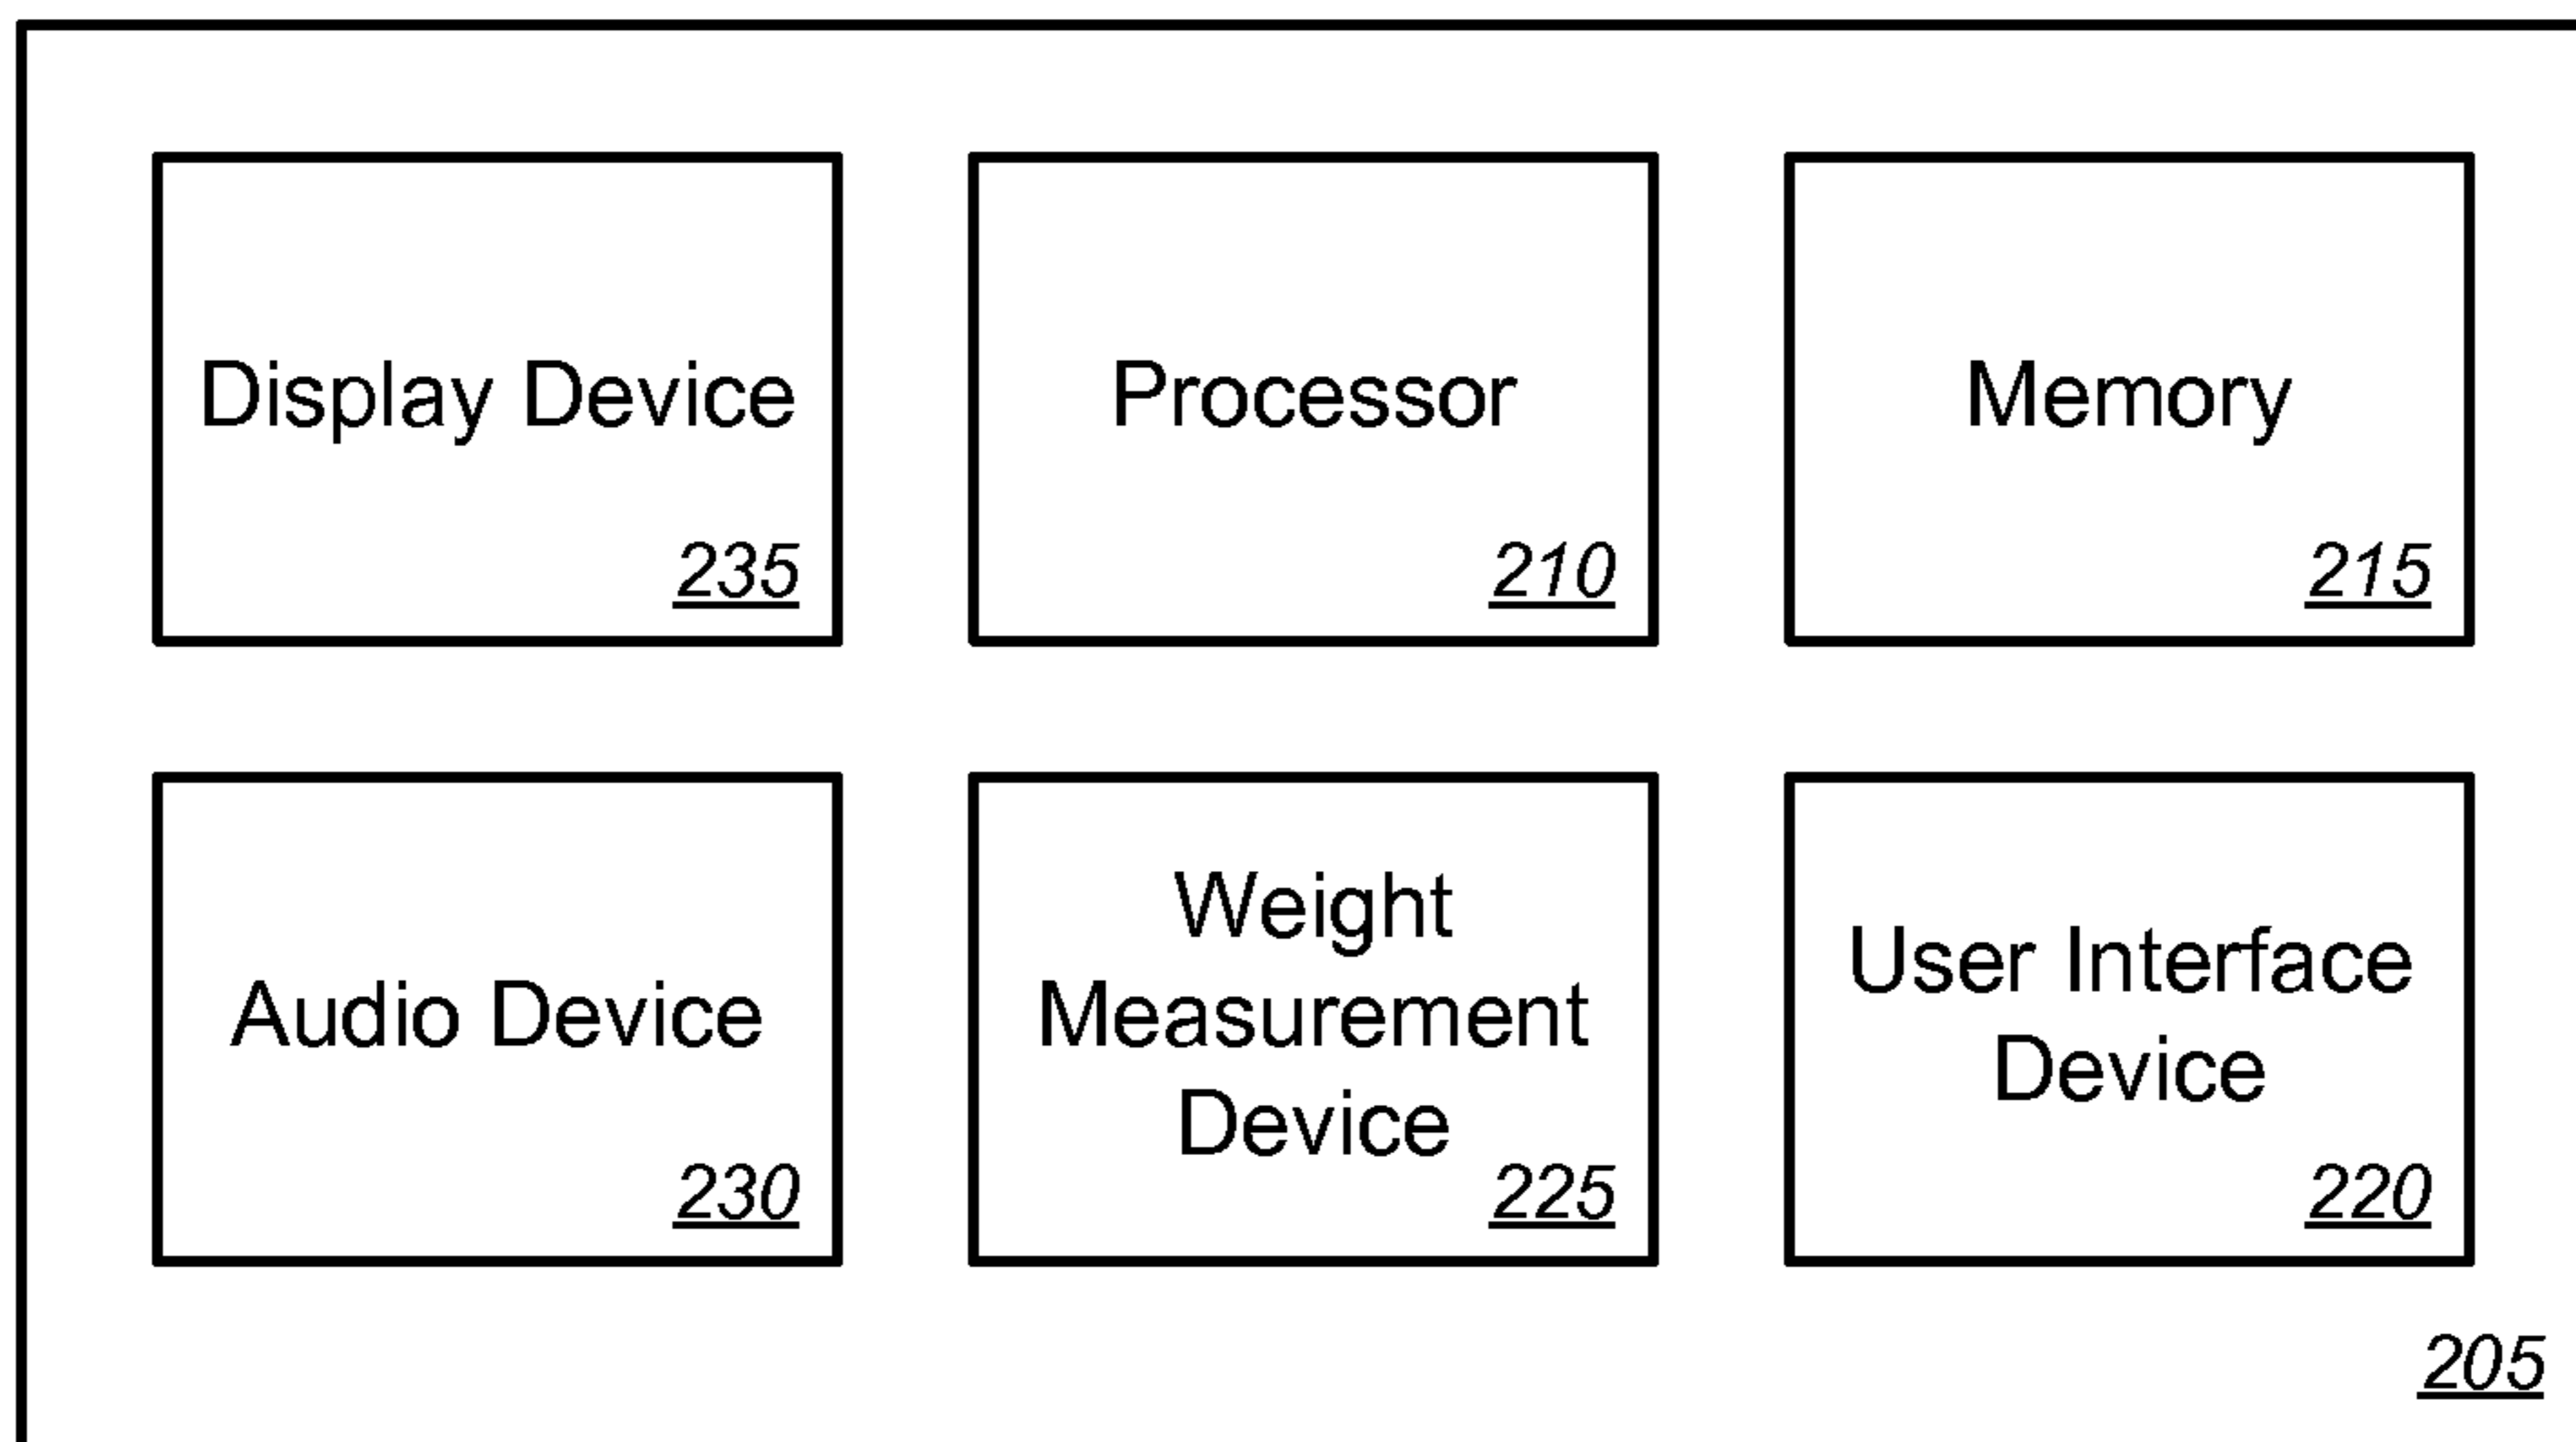 Display Device
235
Processor
210
Memory
215
Audio Device
230
Weight
Measurement
Device
225
User Interface
Device
220
205